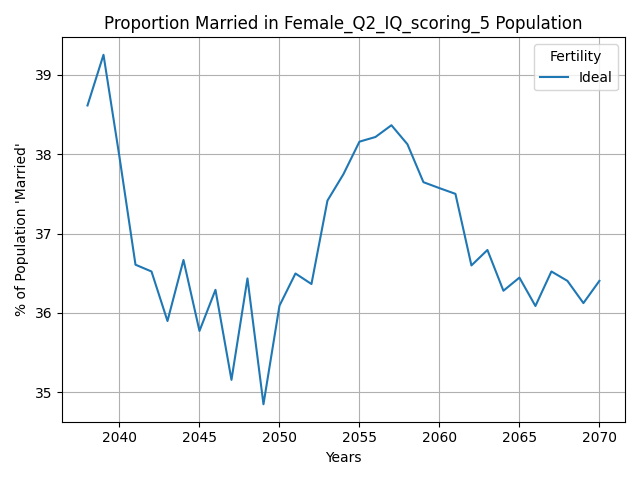 Proportion Married in Female_Q2_IQ_scoring_5 Population
Fertility
Ideal
% of Population 'Married'
39
38
37
36
35
2040 2045 2050 2055 2060 2065 2070
Years